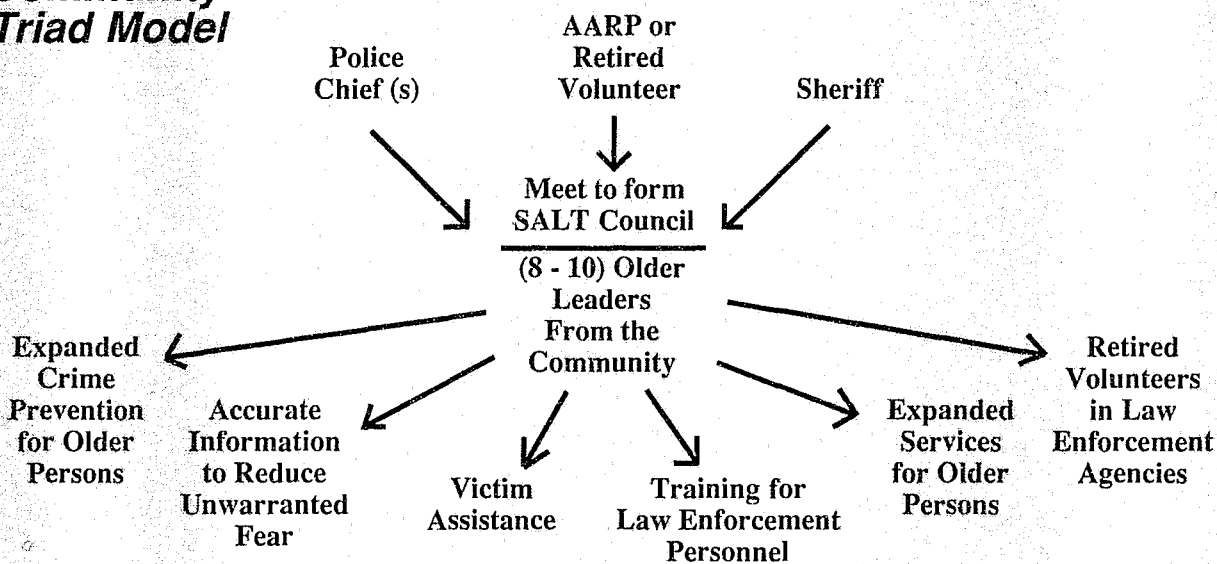 Community
Triad Model
Police
Chief (s)
AARP or
Retired
Volunteer
Sheriff
Meet to form
SALT Council
(8 - 10) Older
Leaders
From the
Community
Expanded
Crime
Prevention
for Older
Persons
Accurate
Information
to Reduce
Unwarranted
Fear
Victim
Assistance
Training for
Law Enforcement
Personnel
Expanded
Services
for Older
Persons
Retired
Volunteers
in Law
Enforcement
Agencies